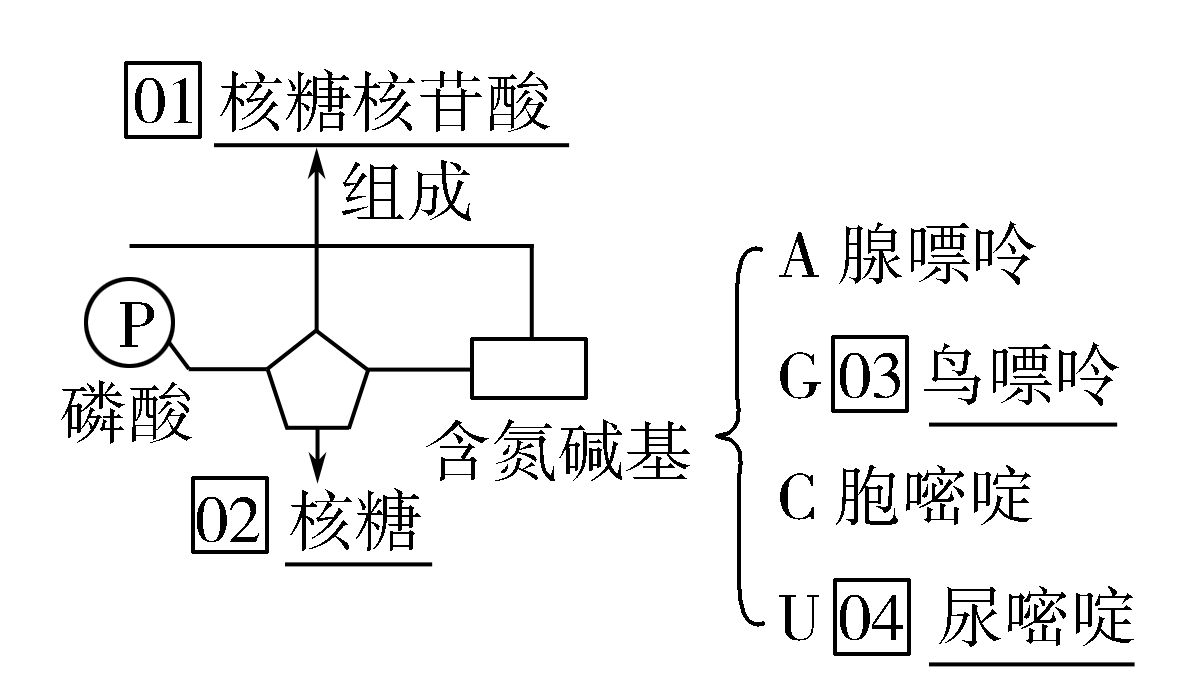 01 核糖核苷酸
组成
P
磷酸
含氮碱基
02 核糖
A 腺嘌呤
G 03 鸟嘌呤
C 胞嘧啶
U 04 尿嘧啶